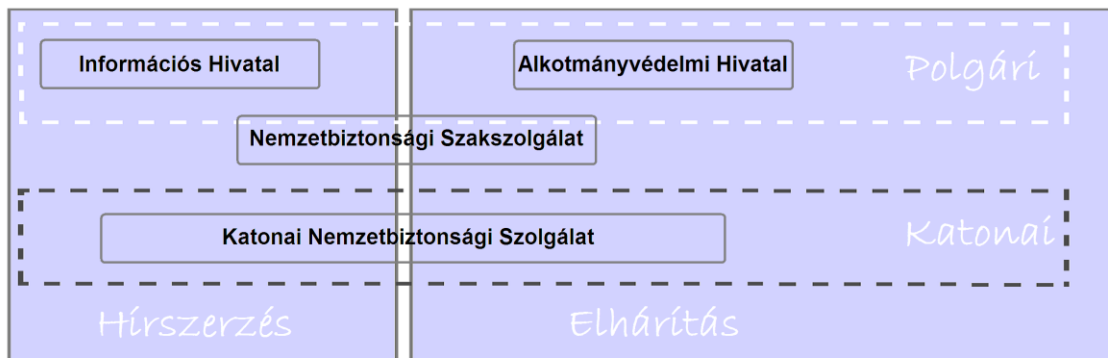 Információs Hivatal
Alkotmányvédelmi Hivatal
Polgári
Nemzetbiztonsági Szakszolgálat
Katonai Nemzetbiztonsági Szolgálat
Katonai
Hírszerzés
Elhárítás